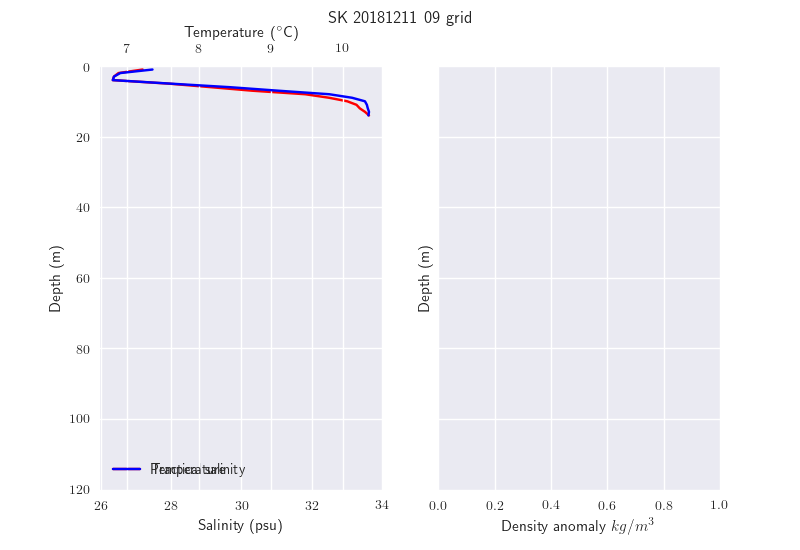 SK 20181211 09 grid
Temperature (°C)
7 8 9 10
0
20
40
60
80
100
120
Depth (m)
26 28 30 32 34
Salinity (psu)
Depth (m)
0.0 0.2 0.4 0.6 0.8 1.0
Density anomaly kg/m³